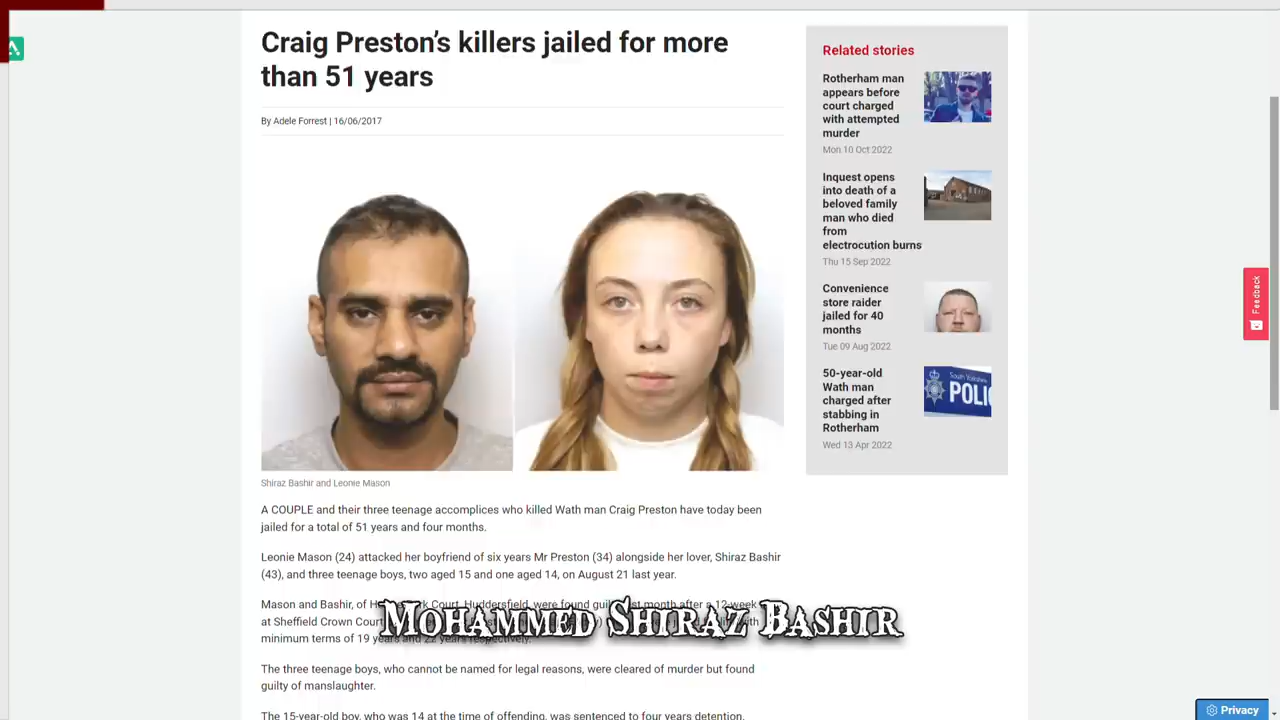 Craig Preston's killers jailed for more
than 51 years
By Adele Forrest | 16/06/2017
Shiraz Bashir and Leonie Mason
A COUPLE and their three teenage accomplices who killed Wath man Craig Preston have today been
jailed for a total of 51 years and four months.
Leonie Mason (24) attacked her boyfriend of six years Mr Preston (34) alongside her lover, Shiraz Bashir
(43), and three teenage boys, two aged 15 and one aged 14, on August 21 last year.
Mason and Bashir, of Court, Huddersfield, were found last month after a 12-week
at Sheffield Crown Court
minimum terms of 19 years and 22 years respectively.
MOHAMMED SHIRAZ BASHIR
The three teenage boys, who cannot be named for legal reasons, were cleared of murder but found
guilty of manslaughter.
The 15-year-old boy, who was 14 at the time of offending, was sentenced to four years detention.
Related stories
Rotherham man
appears before
court charged
with attempted
murder
Mon 10 Oct 2022
Inquest opens
into death of a
beloved family
man who died
from
electrocution burns
Thu 15 Sep 2022
Convenience
store raider
jailed for 40
months
Tue 09 Aug 2022
50-year-old
Wath man
charged after
stabbing in
Rotherham
Wed 13 Apr 2022
South Yorkshire
POLI
Feedback
Privacy